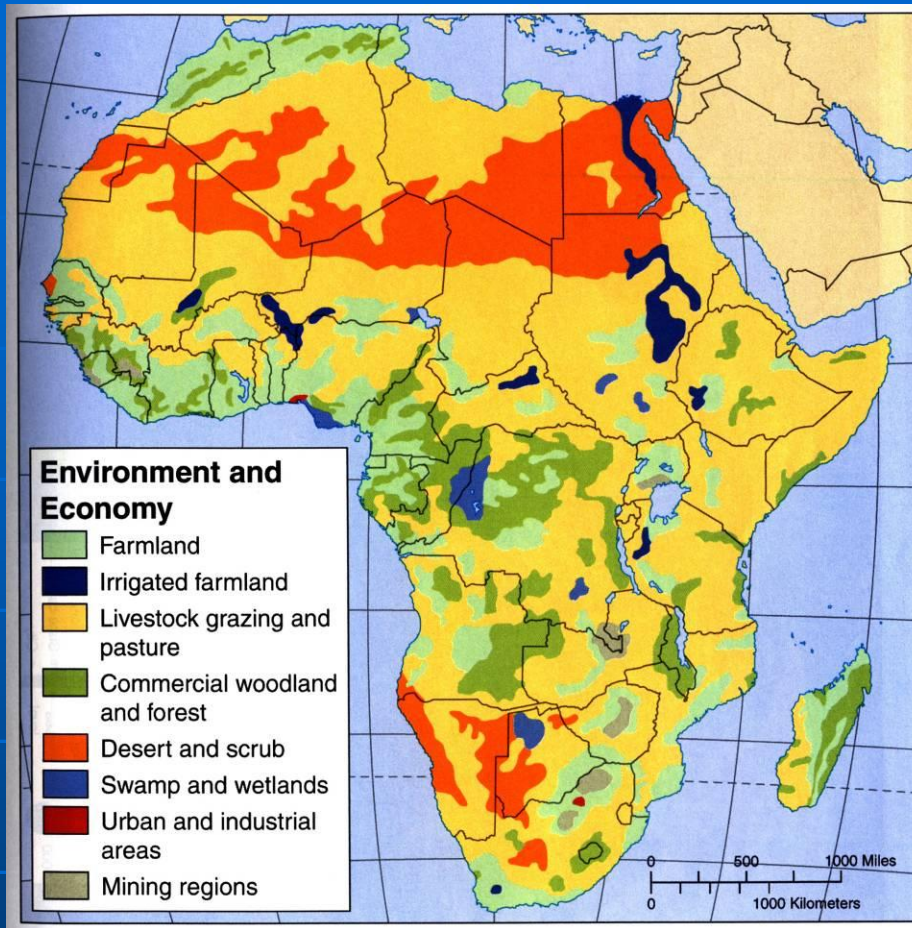 Environment and
Economy
Farmland
Irrigated farmland
Livestock grazing and
pasture
Commercial woodland
and forest
Desert and scrub
Swamp and wetlands
Urban and industrial
areas
Mining regions
0 500 1000 Miles
0 1000 Kilometers